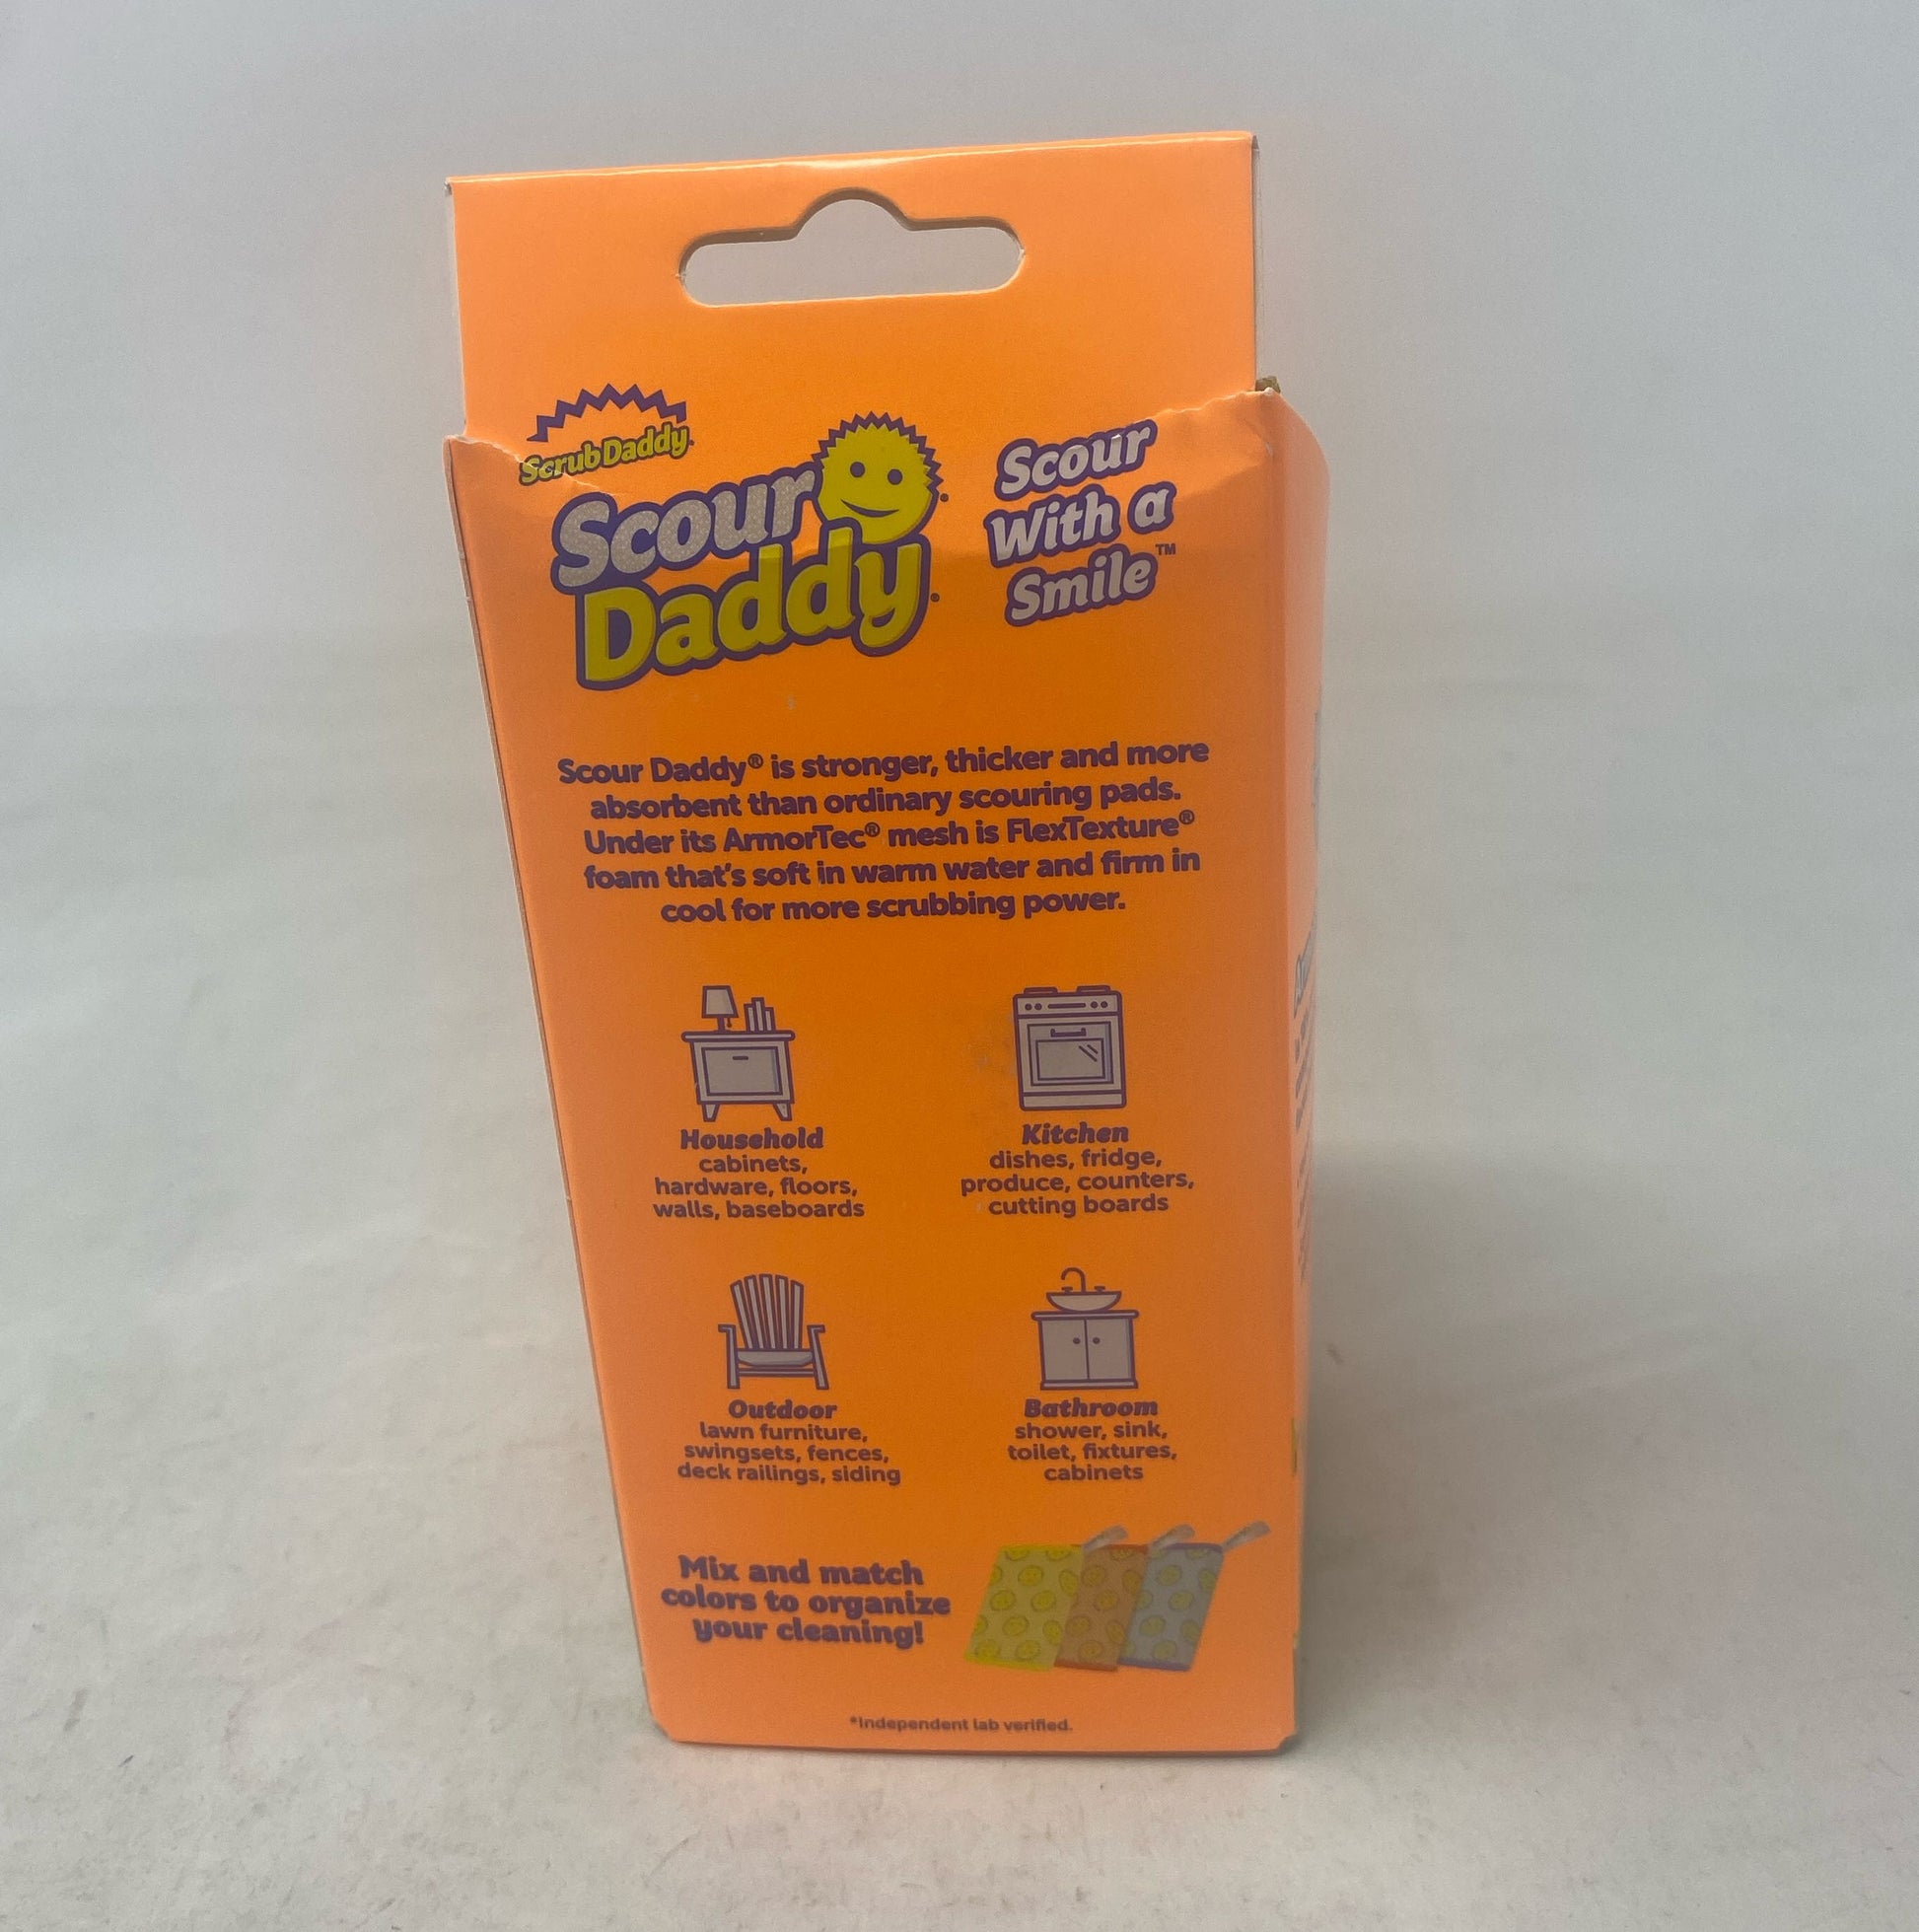 ScrubDaddy
Scour
Daddy
Scour
With a
Smile™
Scour Daddy® is stronger, thicker and more
absorbent than ordinary scouring pads.
Under its ArmorTec® mesh is FlexTexture®
foam that's soft in warm water and firm in
cool for more scrubbing power.
Household
cabinets,
hardware, floors,
walls, baseboards
Kitchen
dishes, fridge,
produce, counters,
cutting boards
Outdoor
lawn furniture,
swingsets, fences,
deck railings, siding
Bathroom
shower, sink,
toilet, fixtures,
cabinets
Mix and match
colors to organize
your cleaning!
*Independent lab verified.